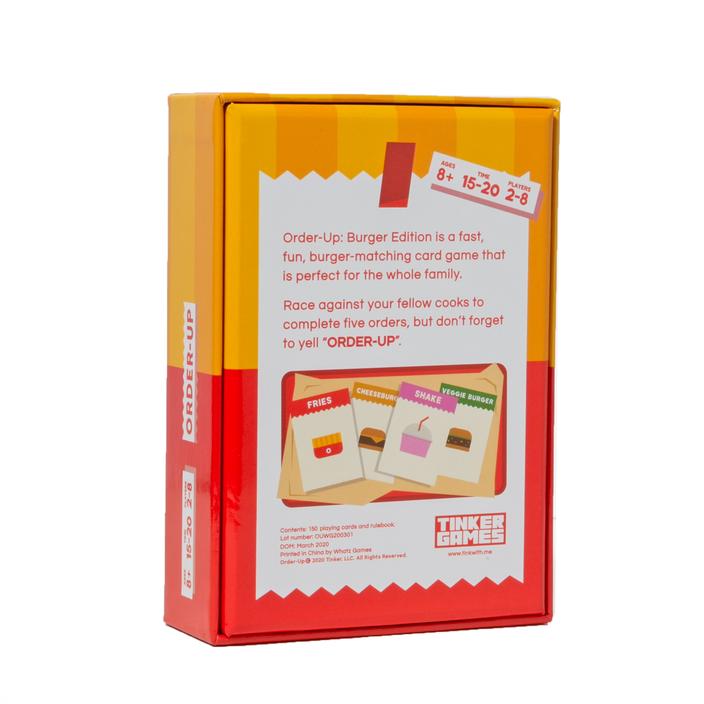 AGES
8+
TIME
15-20
PLAYERS
2-8
Order-Up: Burger Edition is a fast,
fun, burger-matching card game that
is perfect for the whole family.
Race against your fellow cooks to
complete five orders, but don't forget
to yell "ORDER-UP".
FRIES
CHEESEBURG
SHAKE
VEGGIE BURGER
Contents: 150 playing cards and rulebook.
Lot number: OUWG200301
DOM: March 2020
Printed in China by Whatz Games
Order-Up© 2020 Tinker, LLC. All Rights Reserved.
TINKER
GAMES
www.tinkwith.me
ORDER-UP
8+ 15-20 2-8